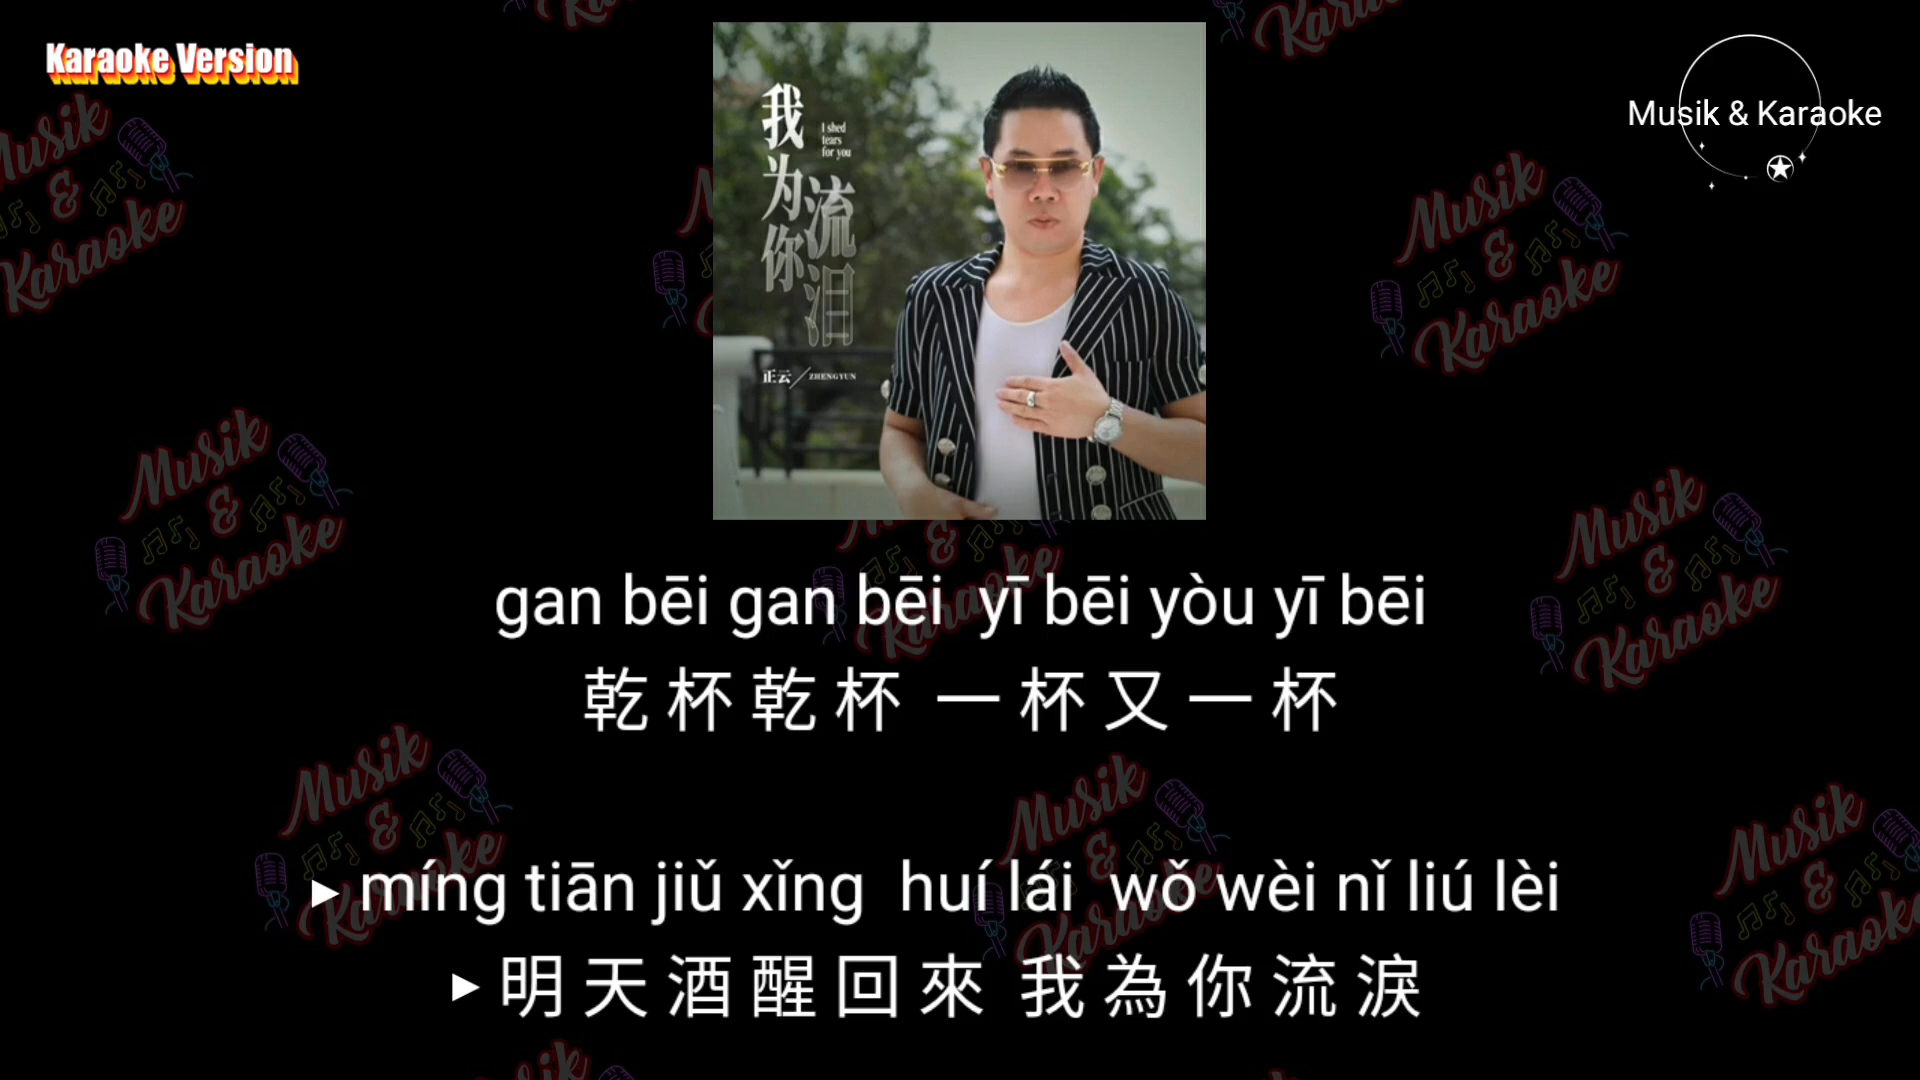 Karaoke Version
Musik & Karaoke
我为你
流泪
I shed
tears
for you
正云/ZHENGYUN
gan bēi gan bēi  yī bēi yòu yī bēi
乾杯乾杯 一杯又一杯
▶ míng tiān jiǔ xǐng  huí lái  wǒ wèi nǐ liú lèi
▶ 明天酒醒回來 我為你流淚
Musik
&
Karaoke